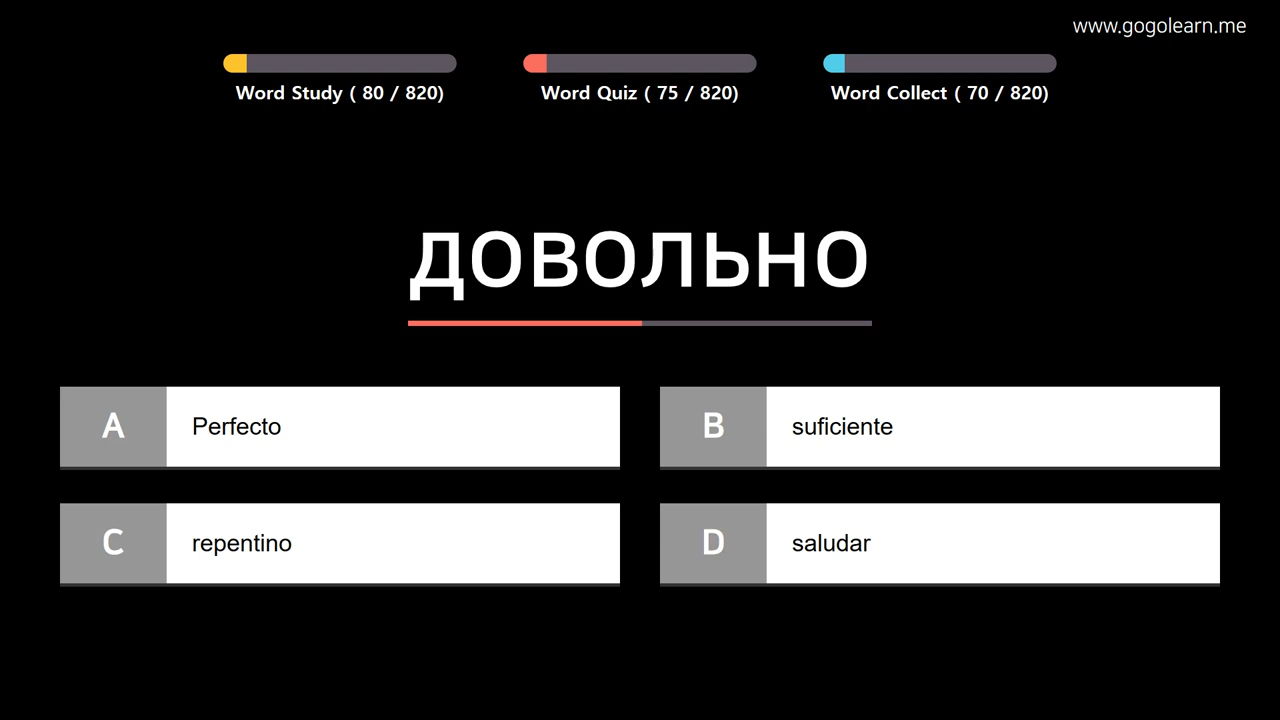 www.gogolearn.me
Word Study ( 80 / 820)
Word Quiz ( 75 / 820)
Word Collect ( 70 / 820)
довольно
A
Perfecto
B
suficiente
C
repentino
D
saludar